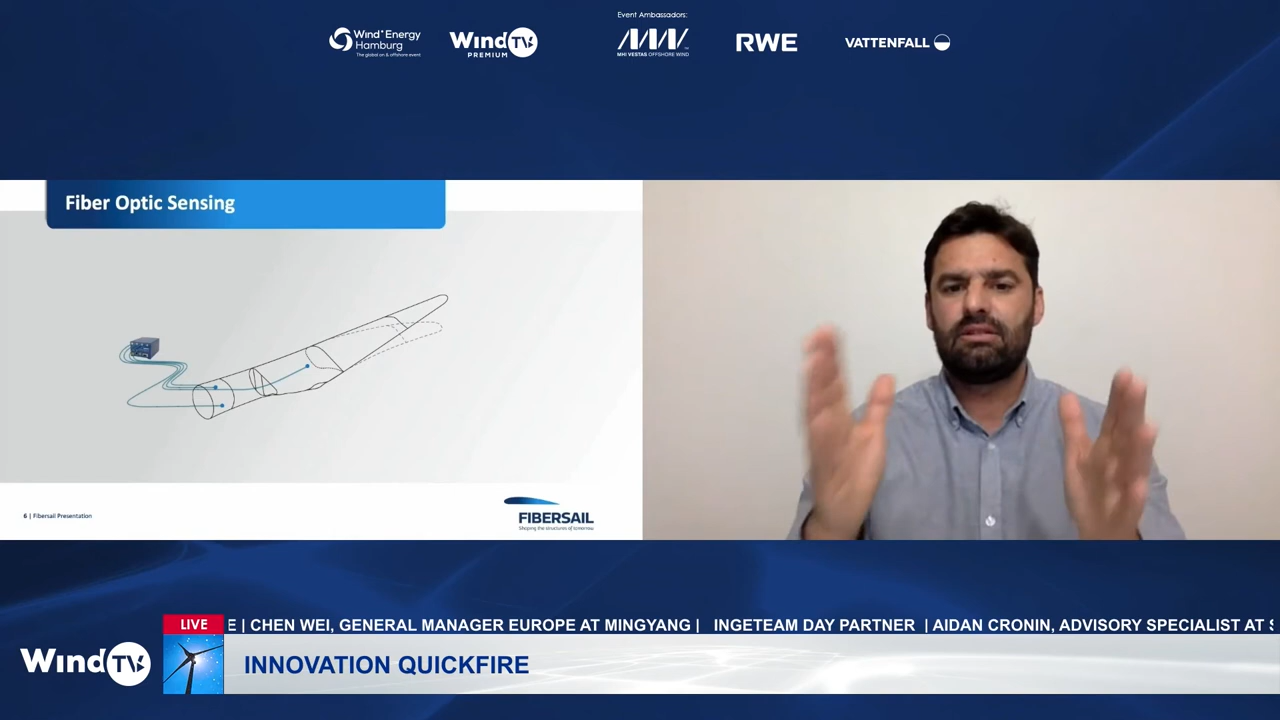 Event Ambassadors:
Wind Energy
Hamburg
The global on & offshore event
WindTV
PREMIUM
MHI VESTAS OFFSHORE WIND
RWE
VATTENFALL
Fiber Optic Sensing
6 | Fibersail Presentation
FIBERSAIL
Shaping the structures of tomorrow
LIVE
E | CHEN WEI, GENERAL MANAGER EUROPE AT MINGYANG | INGETEAM DAY PARTNER | AIDAN CRONIN, ADVISORY SPECIALIST AT S
WindTV
INNOVATION QUICKFIRE